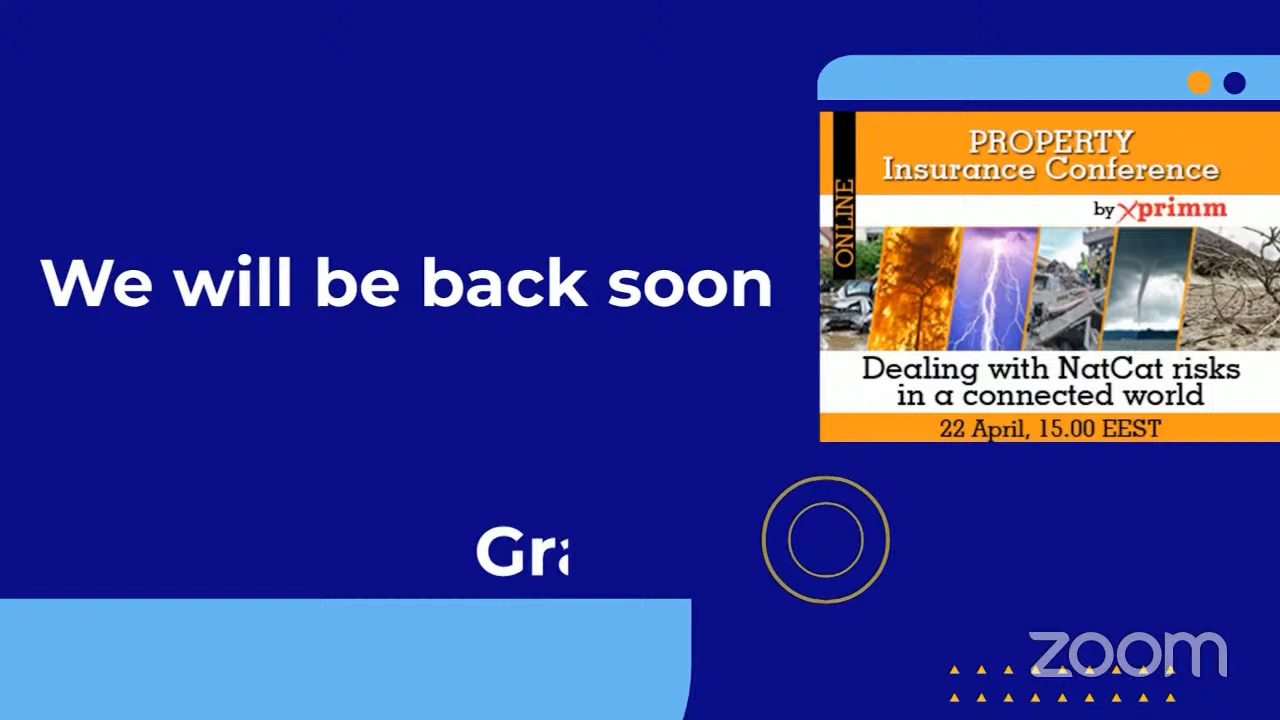 We will be back soon
PROPERTY
Insurance Conference
ONLINE
by xprimm
Dealing with NatCat risks
in a connected world
22 April, 15.00 EEST
zoom